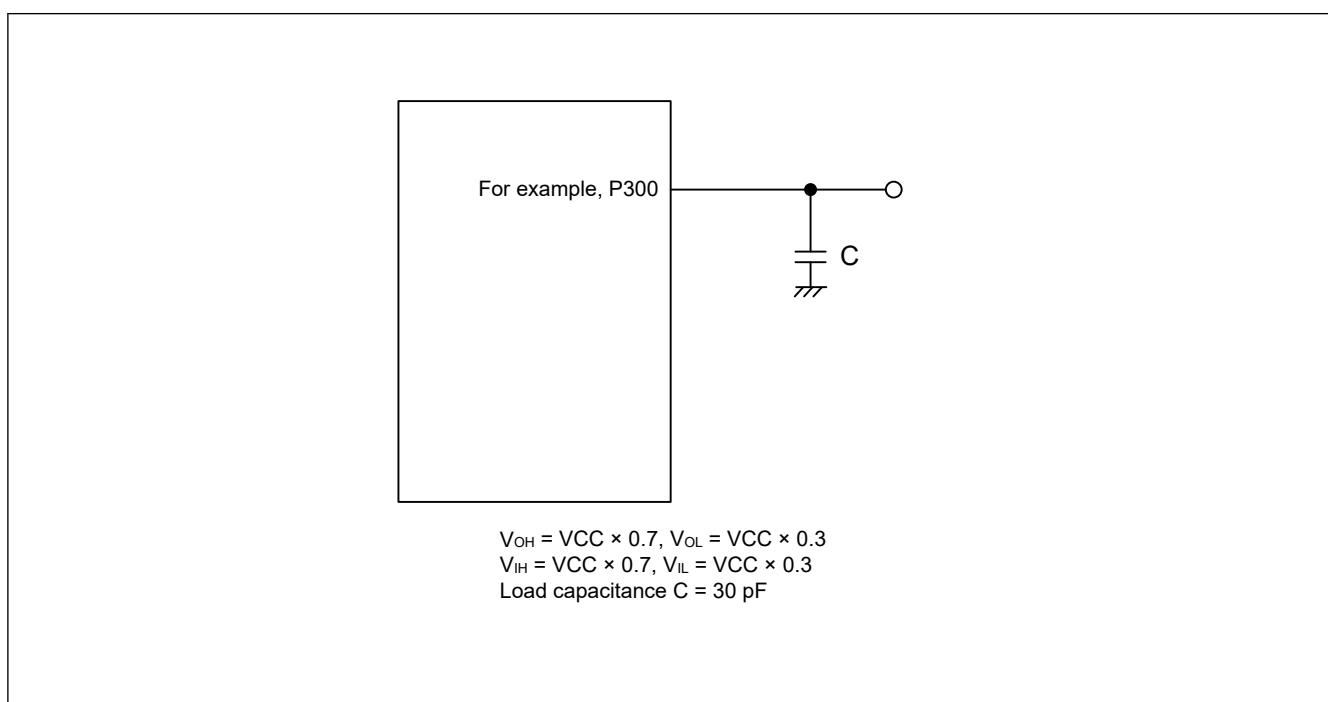 For example, P300
C
VOH = VCC × 0.7, VOL = VCC × 0.3
VIH = VCC × 0.7, VIL = VCC × 0.3
Load capacitance C = 30 pF